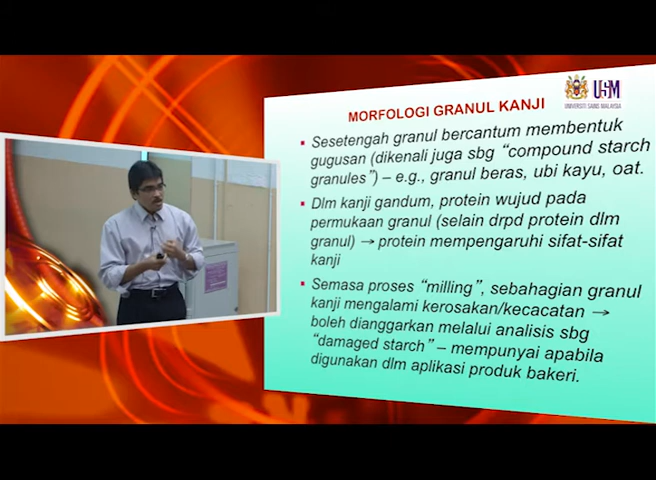 USM
UNIVERSITI SAINS MALAYSIA
MORFOLOGI GRANUL KANJI
Sesetengah granul bercantum membentuk
gugusan (dikenali juga sbg “compound starch
granules”) – e.g., granul beras, ubi kayu, oat.
Dlm kanji gandum, protein wujud pada
permukaan granul (selain drpd protein dlm
granul) → protein mempengaruhi sifat-sifat
kanji
Semasa proses “milling”, sebahagian granul
kanji mengalami kerosakan/kecacatan →
boleh dianggarkan melalui analisis sbg
“damaged starch” – mempunyai apabila
digunakan dlm aplikasi produk bakeri.